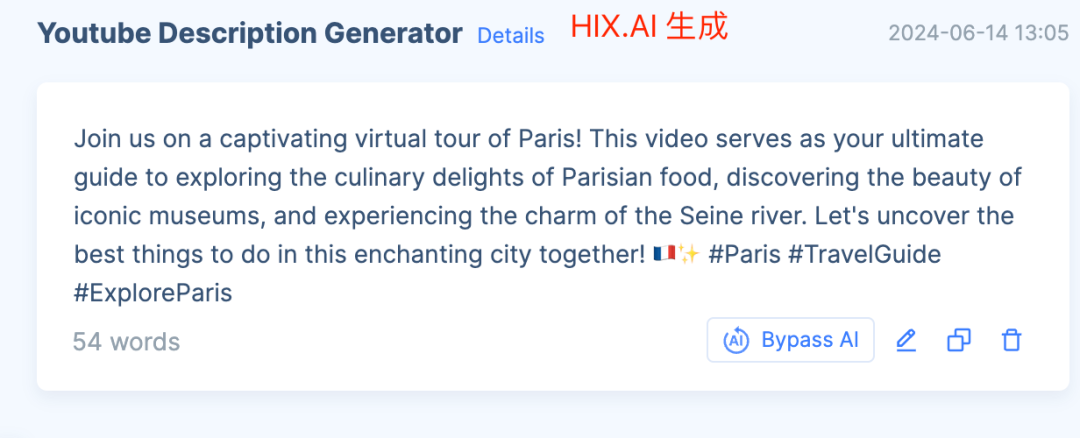 Youtube Description Generator Details HIX.AI 生成 2024-06-14 13:05
Join us on a captivating virtual tour of Paris! This video serves as your ultimate
guide to exploring the culinary delights of Parisian food, discovering the beauty of
iconic museums, and experiencing the charm of the Seine river. Let's uncover the
best things to do in this enchanting city together! 🇫🇷✨ #Paris #TravelGuide
#ExploreParis
54 words AI Bypass AI